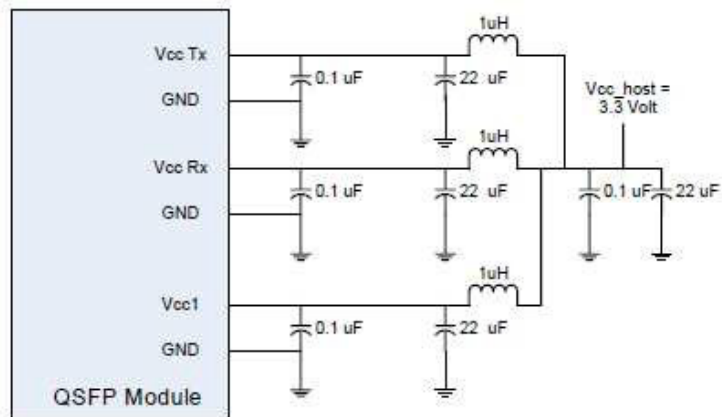 1uH
Vcc Tx
0.1 uF
22 uF
GND
Vcc_host =
3.3 Volt
1uH
Vcc Rx
0.1 uF
22 uF
0.1 uF
22 uF
GND
1uH
Vcc1
0.1 uF
22 uF
GND
QSFP Module